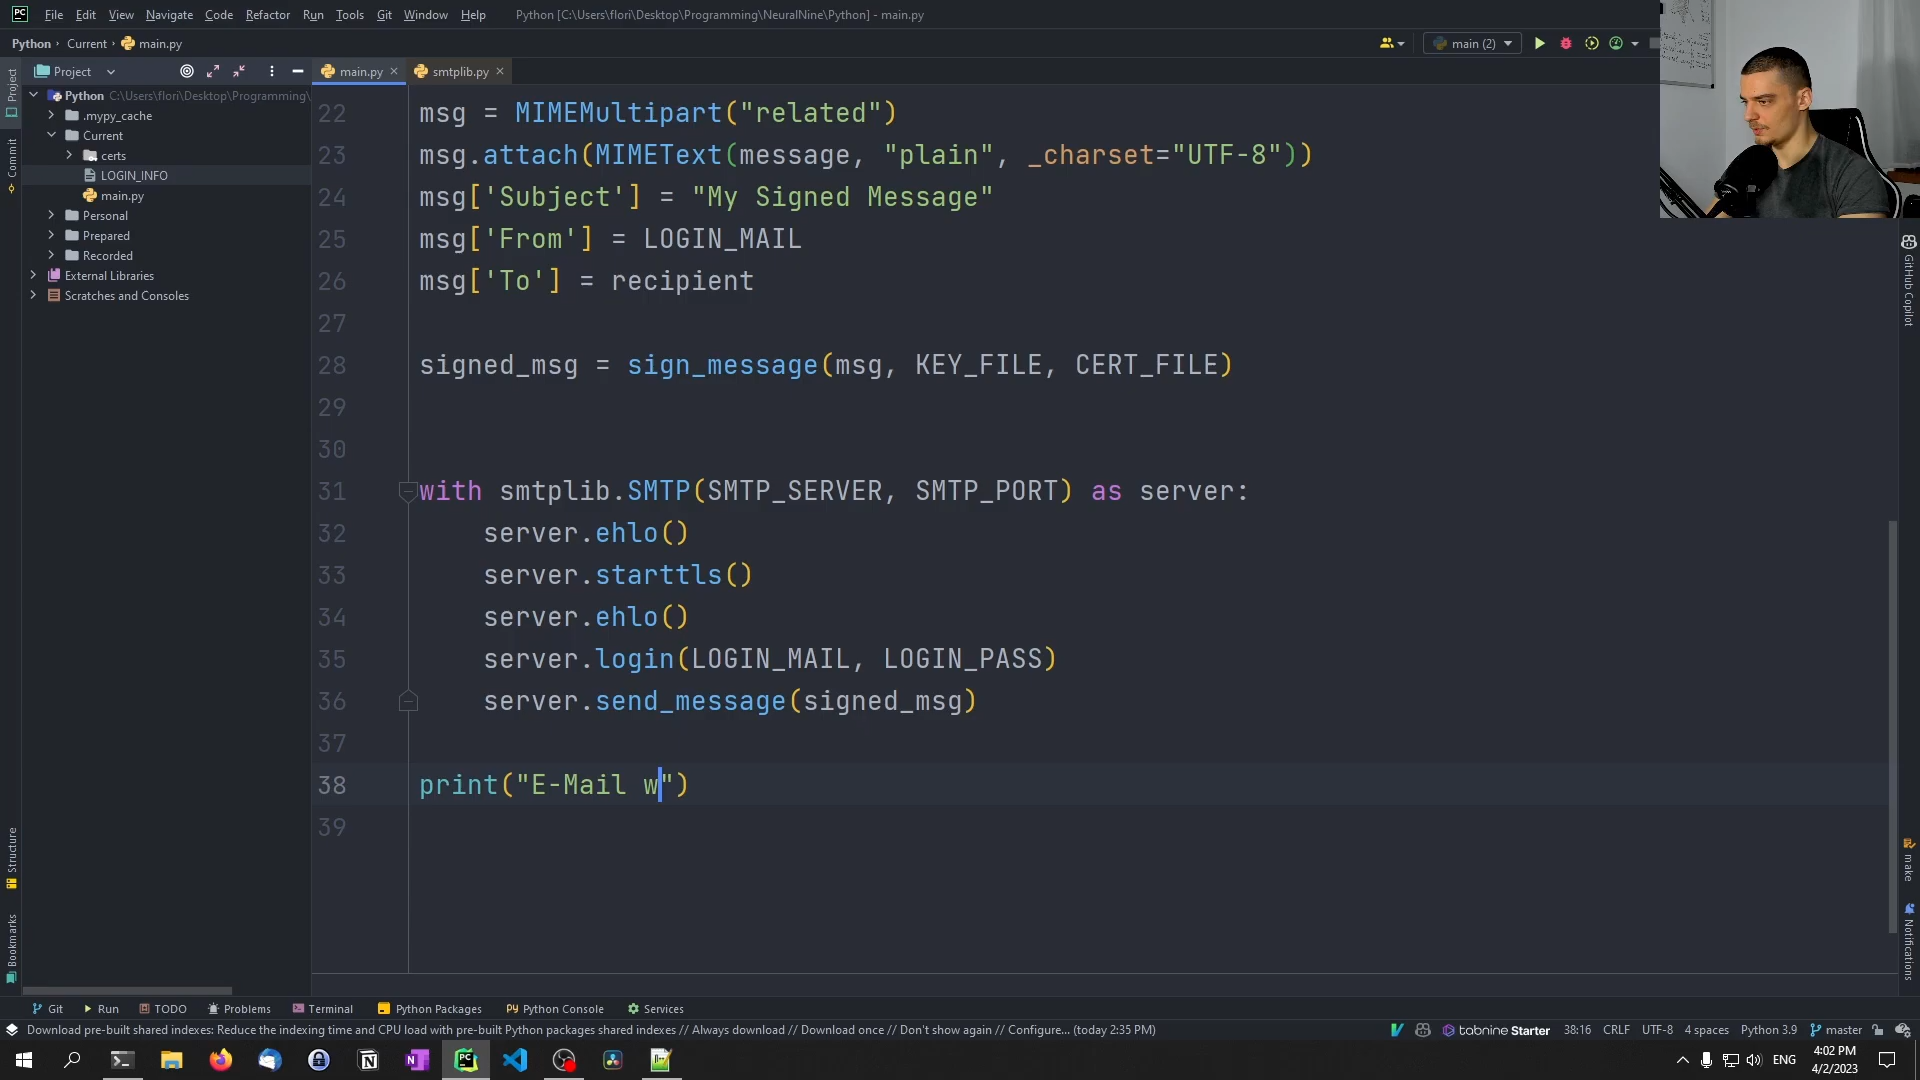 PC File Edit View Navigate Code Refactor Run Tools Git Window Help Python [C:\Users\flori\Desktop\Programming\NeuralNine\Python] - main.py
Python › Current › main.py
main (2)
Project
main.py
smtplib.py
Project
Commit
Structure
Bookmarks
Python C:\Users\flori\Desktop\Programming\
.mypy_cache
Current
certs
LOGIN_INFO
main.py
Personal
Prepared
Recorded
External Libraries
Scratches and Consoles
22 msg = MIMEMultipart("related")
23 msg.attach(MIMEText(message, "plain", _charset="UTF-8"))
24 msg['Subject'] = "My Signed Message"
25 msg['From'] = LOGIN_MAIL
26 msg['To'] = recipient
27
28 signed_msg = sign_message(msg, KEY_FILE, CERT_FILE)
29
30
31 with smtplib.SMTP(SMTP_SERVER, SMTP_PORT) as server:
32 server.ehlo()
33 server.starttls()
34 server.ehlo()
35 server.login(LOGIN_MAIL, LOGIN_PASS)
36 server.send_message(signed_msg)
37
38 print("E-Mail w")
39
GitHub Copilot
make
Notifications
Git Run TODO Problems Terminal Python Packages Python Console Services
Download pre-built shared indexes: Reduce the indexing time and CPU load with pre-built Python packages shared indexes // Always download // Download once // Don't show again // Configure... (today 2:35 PM)
tabnine Starter 38:16 CRLF UTF-8 4 spaces Python 3.9 master
ENG
4:02 PM
4/2/2023